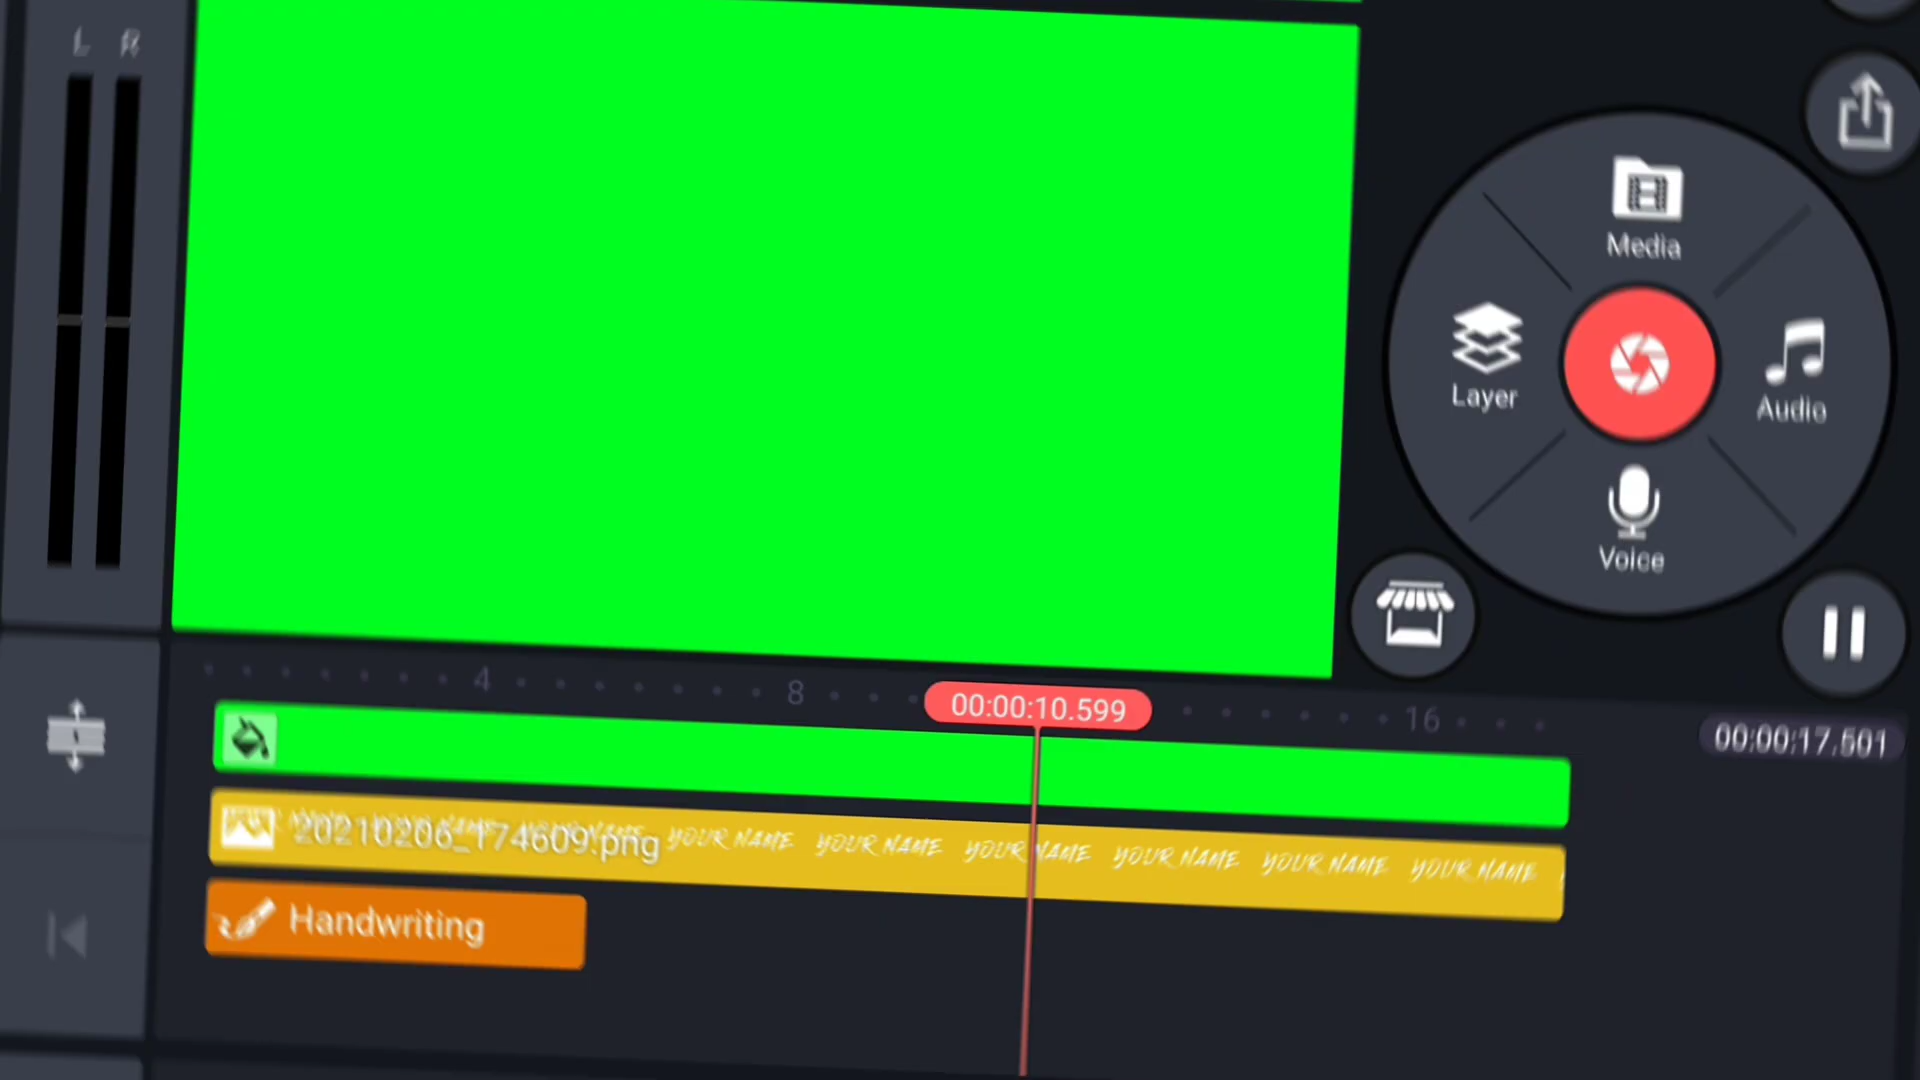 L R
Media
Layer
Audio
Voice
4 8 16
00:00:10.599
00:00:17.501
20210206_174609.png YOUR NAME YOUR NAME YOUR NAME YOUR NAME YOUR NAME YOUR NAME
Handwriting